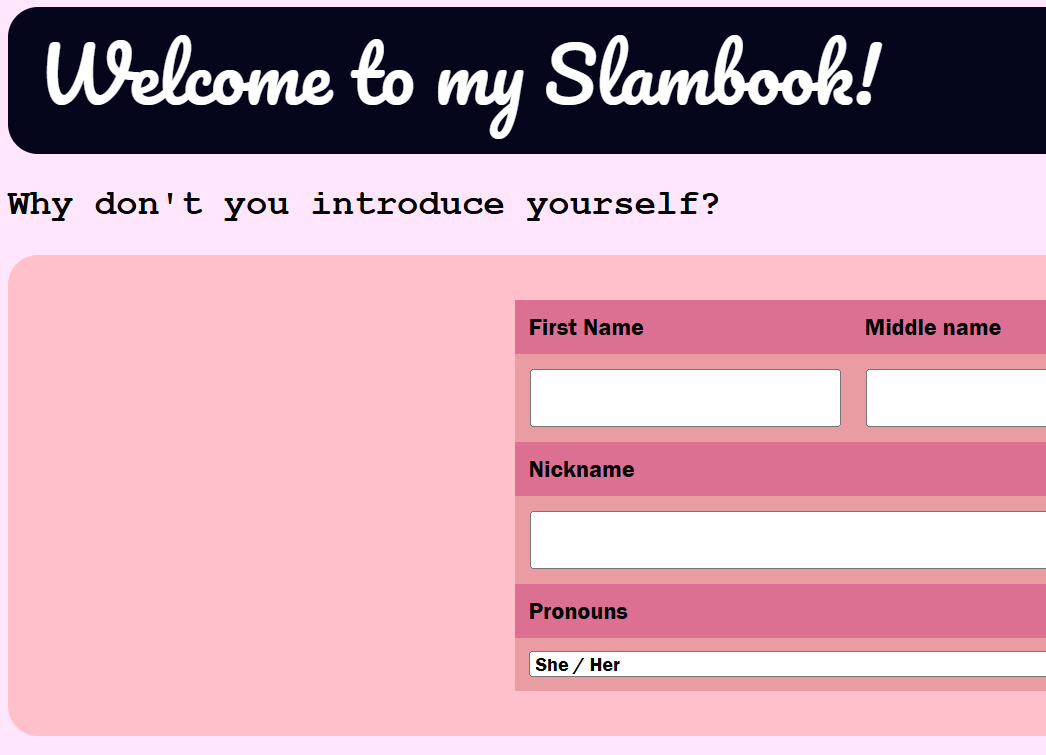 Welcome to my Slambook!
Why don't you introduce yourself?
First Name Middle name
Nickname
Pronouns
She / Her